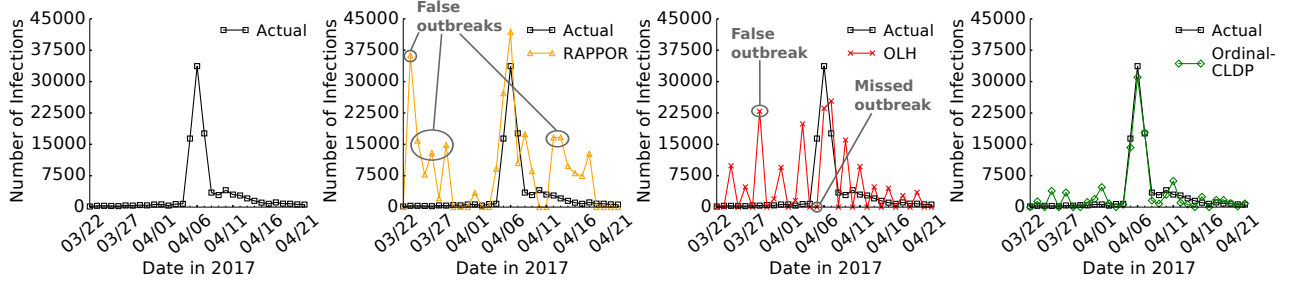 45000
37500
30000
22500
15000
7500
0
Number of Infections
Actual
03/22
03/27
04/01
04/06
04/11
04/16
04/21
Date in 2017
False
outbreaks
45000
37500
30000
22500
15000
7500
0
Number of Infections
Actual
RAPPOR
03/22
03/27
04/01
04/06
04/11
04/16
04/21
Date in 2017
45000
37500
30000
22500
15000
7500
0
Number of Infections
Actual
OLH
False
outbreak
Missed
outbreak
03/22
03/27
04/01
04/06
04/11
04/16
04/21
Date in 2017
45000
37500
30000
22500
15000
7500
0
Number of Infections
Actual
Ordinal-
CLDP
03/22
03/27
04/01
04/06
04/11
04/16
04/21
Date in 2017